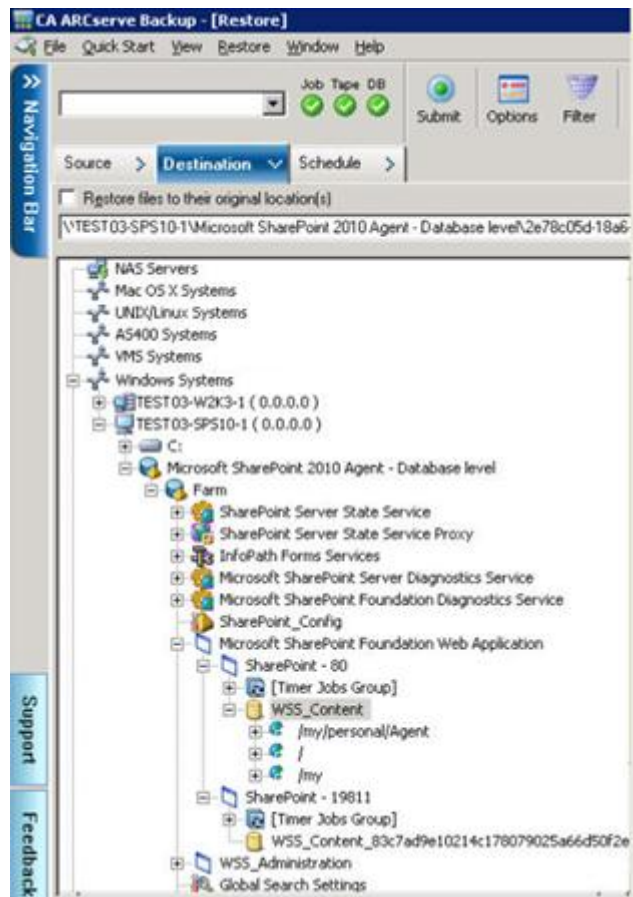 CA ARCserve Backup - [Restore]
File Quick Start View Restore Window Help
Navigation Bar
Job Tape DB
Submit Options Filter
Source > Destination Schedule >
Restore files to their original location(s)
\\TEST03-SPS10-1\Microsoft SharePoint 2010 Agent - Database level\2e78c05d-18a6-
NAS Servers
Mac OS X Systems
UNIX/Linux Systems
AS400 Systems
VMS Systems
Windows Systems
TEST03-W2K3-1 ( 0.0.0.0 )
TEST03-SPS10-1 ( 0.0.0.0 )
C:
Microsoft SharePoint 2010 Agent - Database level
Farm
SharePoint Server State Service
SharePoint Server State Service Proxy
InfoPath Forms Services
Microsoft SharePoint Server Diagnostics Service
Microsoft SharePoint Foundation Diagnostics Service
SharePoint_Config
Microsoft SharePoint Foundation Web Application
SharePoint - 80
[Timer Jobs Group]
WSS_Content
/my/personal/Agent
/
/my
SharePoint - 19811
[Timer Jobs Group]
WSS_Content_83c7ad9e10214c178079025a66d50f2e
WSS_Administration
Global Search Settings
Support
Feedback